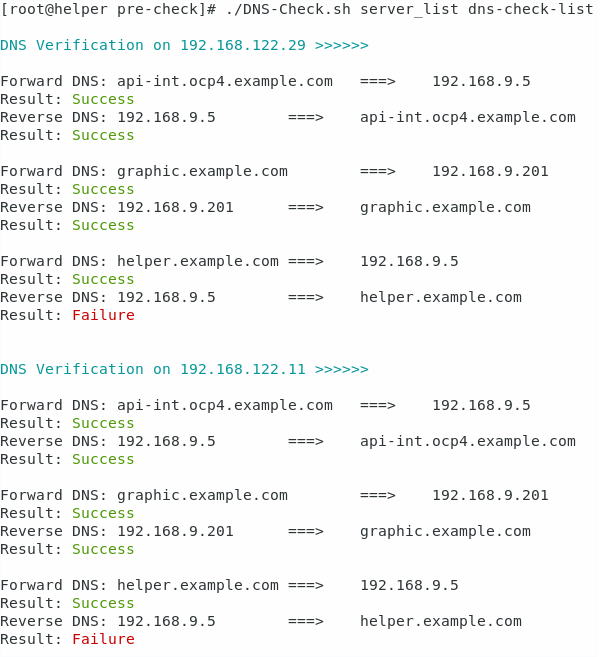 [root@helper pre-check]# ./DNS-Check.sh server_list dns-check-list
DNS Verification on 192.168.122.29 >>>>>>
Forward DNS: api-int.ocp4.example.com   ===>    192.168.9.5
Result: Success
Reverse DNS: 192.168.9.5        ===>    api-int.ocp4.example.com
Result: Success
Forward DNS: graphic.example.com        ===>    192.168.9.201
Result: Success
Reverse DNS: 192.168.9.201      ===>    graphic.example.com
Result: Success
Forward DNS: helper.example.com ===>    192.168.9.5
Result: Success
Reverse DNS: 192.168.9.5        ===>    helper.example.com
Result: Failure
DNS Verification on 192.168.122.11 >>>>>>
Forward DNS: api-int.ocp4.example.com   ===>    192.168.9.5
Result: Success
Reverse DNS: 192.168.9.5        ===>    api-int.ocp4.example.com
Result: Success
Forward DNS: graphic.example.com        ===>    192.168.9.201
Result: Success
Reverse DNS: 192.168.9.201      ===>    graphic.example.com
Result: Success
Forward DNS: helper.example.com ===>    192.168.9.5
Result: Success
Reverse DNS: 192.168.9.5        ===>    helper.example.com
Result: Failure